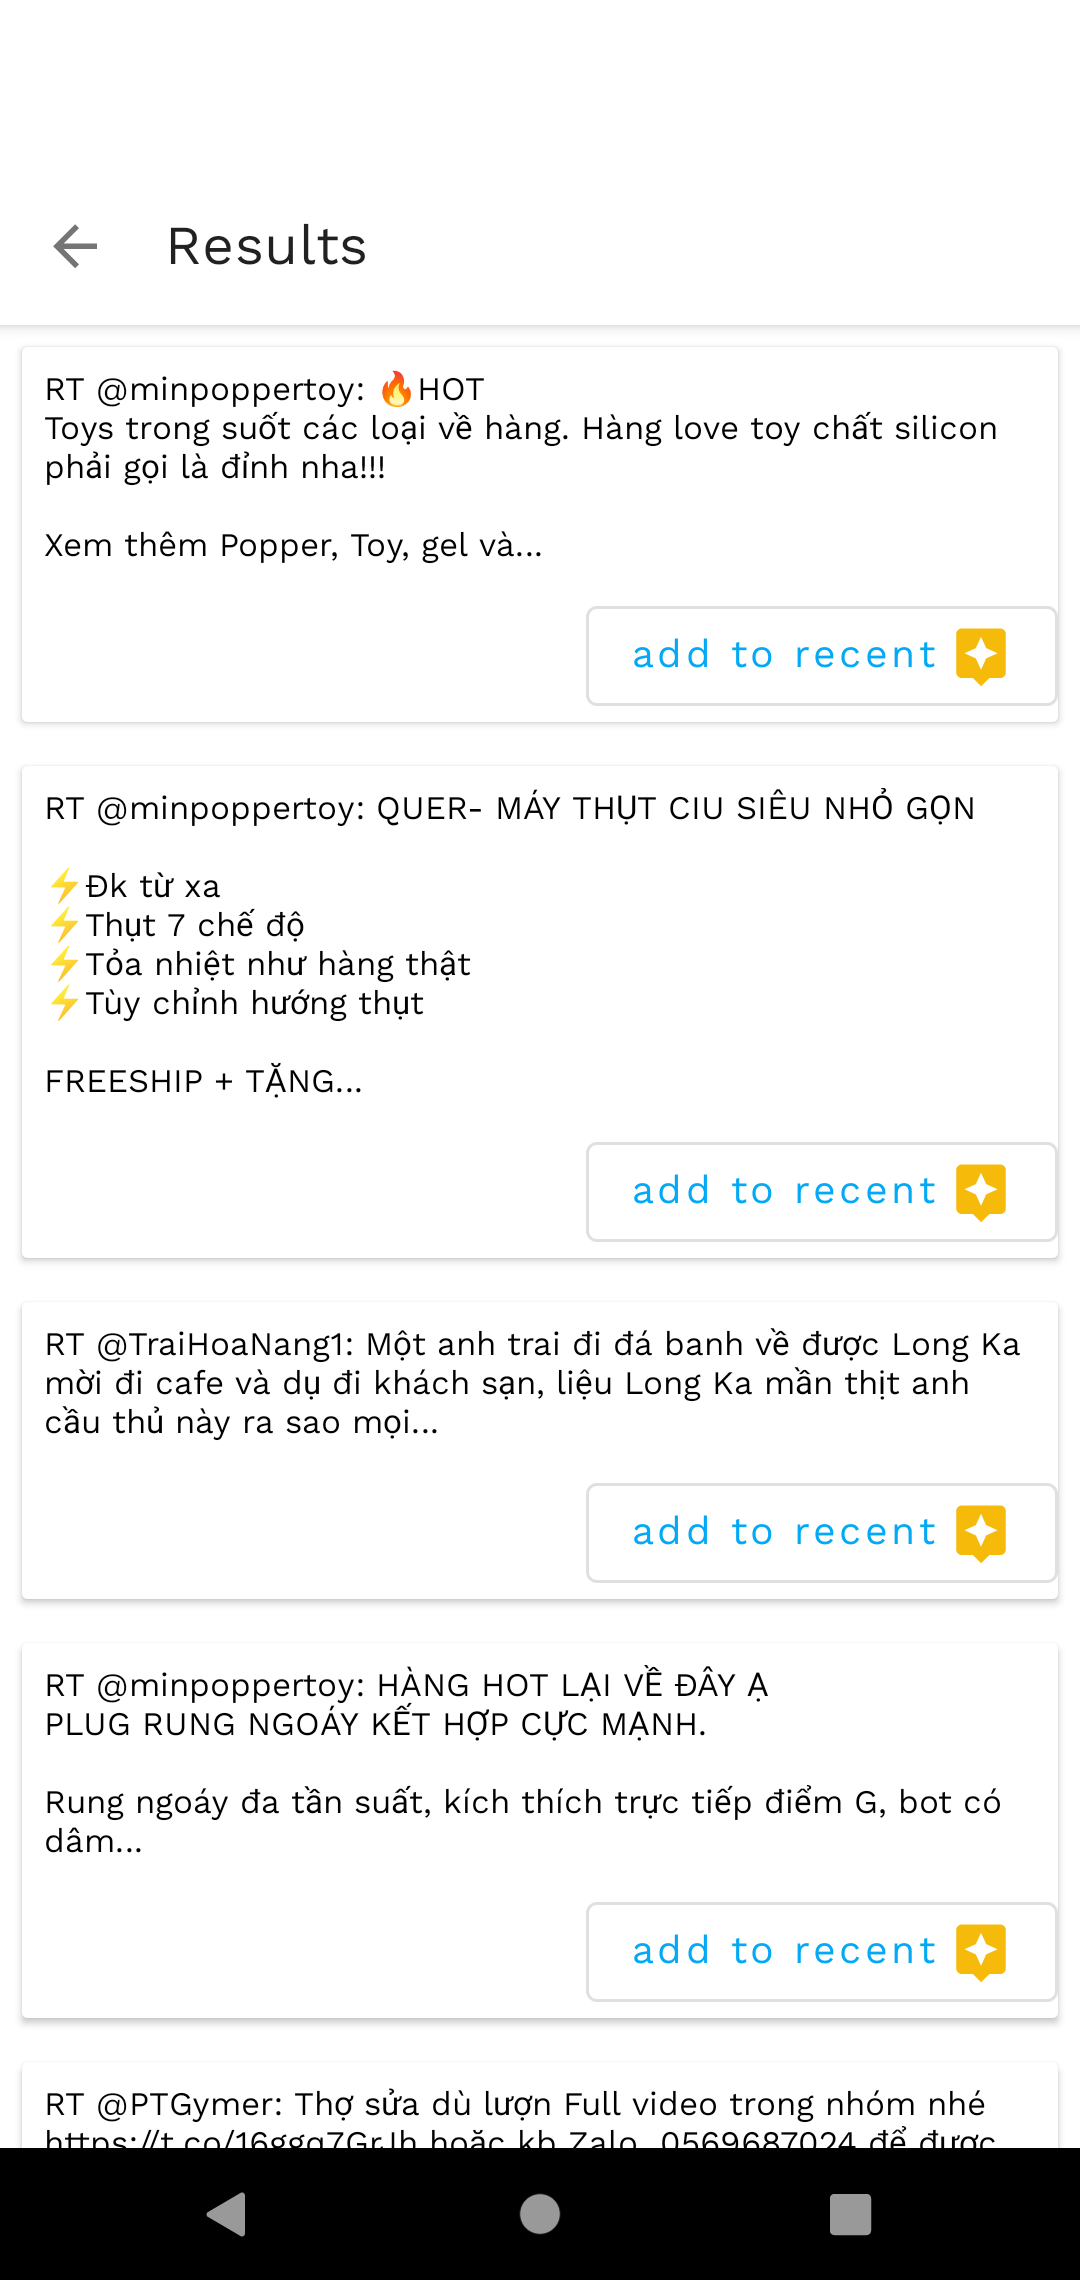 Results
RT @minpoppertoy: 🔥HOT
Toys trong suốt các loại về hàng. Hàng love toy chất silicon
phải gọi là đỉnh nha!!!
Xem thêm Popper, Toy, gel và...
add to recent
RT @minpoppertoy: QUER- MÁY THỤT CIU SIÊU NHỎ GỌN
⚡Đk từ xa
⚡Thụt 7 chế độ
⚡Tỏa nhiệt như hàng thật
⚡Tùy chỉnh hướng thụt
FREESHIP + TẶNG...
add to recent
RT @TraiHoaNang1: Một anh trai đi đá banh về được Long Ka
mời đi cafe và dụ đi khách sạn, liệu Long Ka mần thịt anh
cầu thủ này ra sao mọi...
add to recent
RT @minpoppertoy: HÀNG HOT LẠI VỀ ĐÂY Ạ
PLUG RUNG NGOÁY KẾT HỢP CỰC MẠNH.
Rung ngoáy đa tần suất, kích thích trực tiếp điểm G, bot có
dâm...
add to recent
RT @PTGymer: Thợ sửa dù lượn Full video trong nhóm nhé
hoặc kb Zalo 0569687024 để được